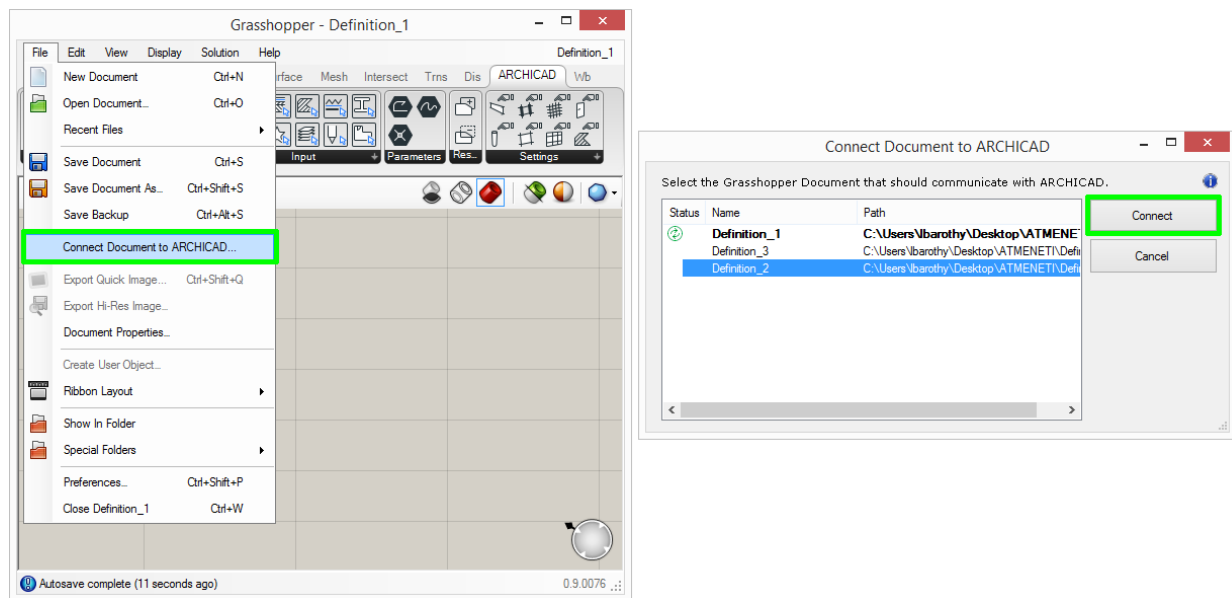 Grasshopper - Definition_1
File Edit View Display Solution Help Definition_1
New Document Ctrl+N
rface Mesh Intersect Trns Dis ARCHICAD Wb
Open Document... Ctrl+O
Recent Files
Input Parameters Res... Settings
Save Document Ctrl+S
Save Document As... Ctrl+Shift+S
Save Backup Ctrl+Alt+S
Connect Document to ARCHICAD...
Export Quick Image... Ctrl+Shift+Q
Export Hi-Res Image...
Document Properties...
Create User Object...
Ribbon Layout
Show In Folder
Special Folders
Preferences... Ctrl+Shift+P
Close Definition_1 Ctrl+W
Autosave complete (11 seconds ago) 0.9.0076
Connect Document to ARCHICAD
Select the Grasshopper Document that should communicate with ARCHICAD.
Status Name Path
Definition_1 C:\Users\lbarothy\Desktop\ATMENE
Definition_3 C:\Users\lbarothy\Desktop\ATMENETI\Defi
Definition_2 C:\Users\lbarothy\Desktop\ATMENETI\Defi
Connect
Cancel